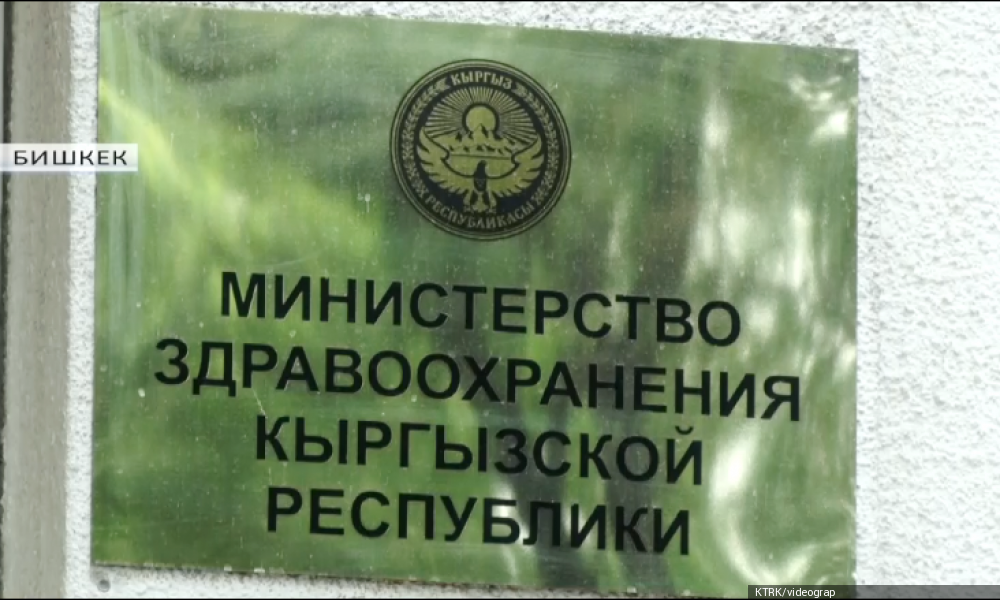 БИШКЕК
КЫРГЫЗ
РЕСПУБЛИКАСЫ
МИНИСТЕРСТВО
ЗДРАВООХРАНЕНИЯ
КЫРГЫЗСКОЙ
РЕСПУБЛИКИ
KTRK/videograp